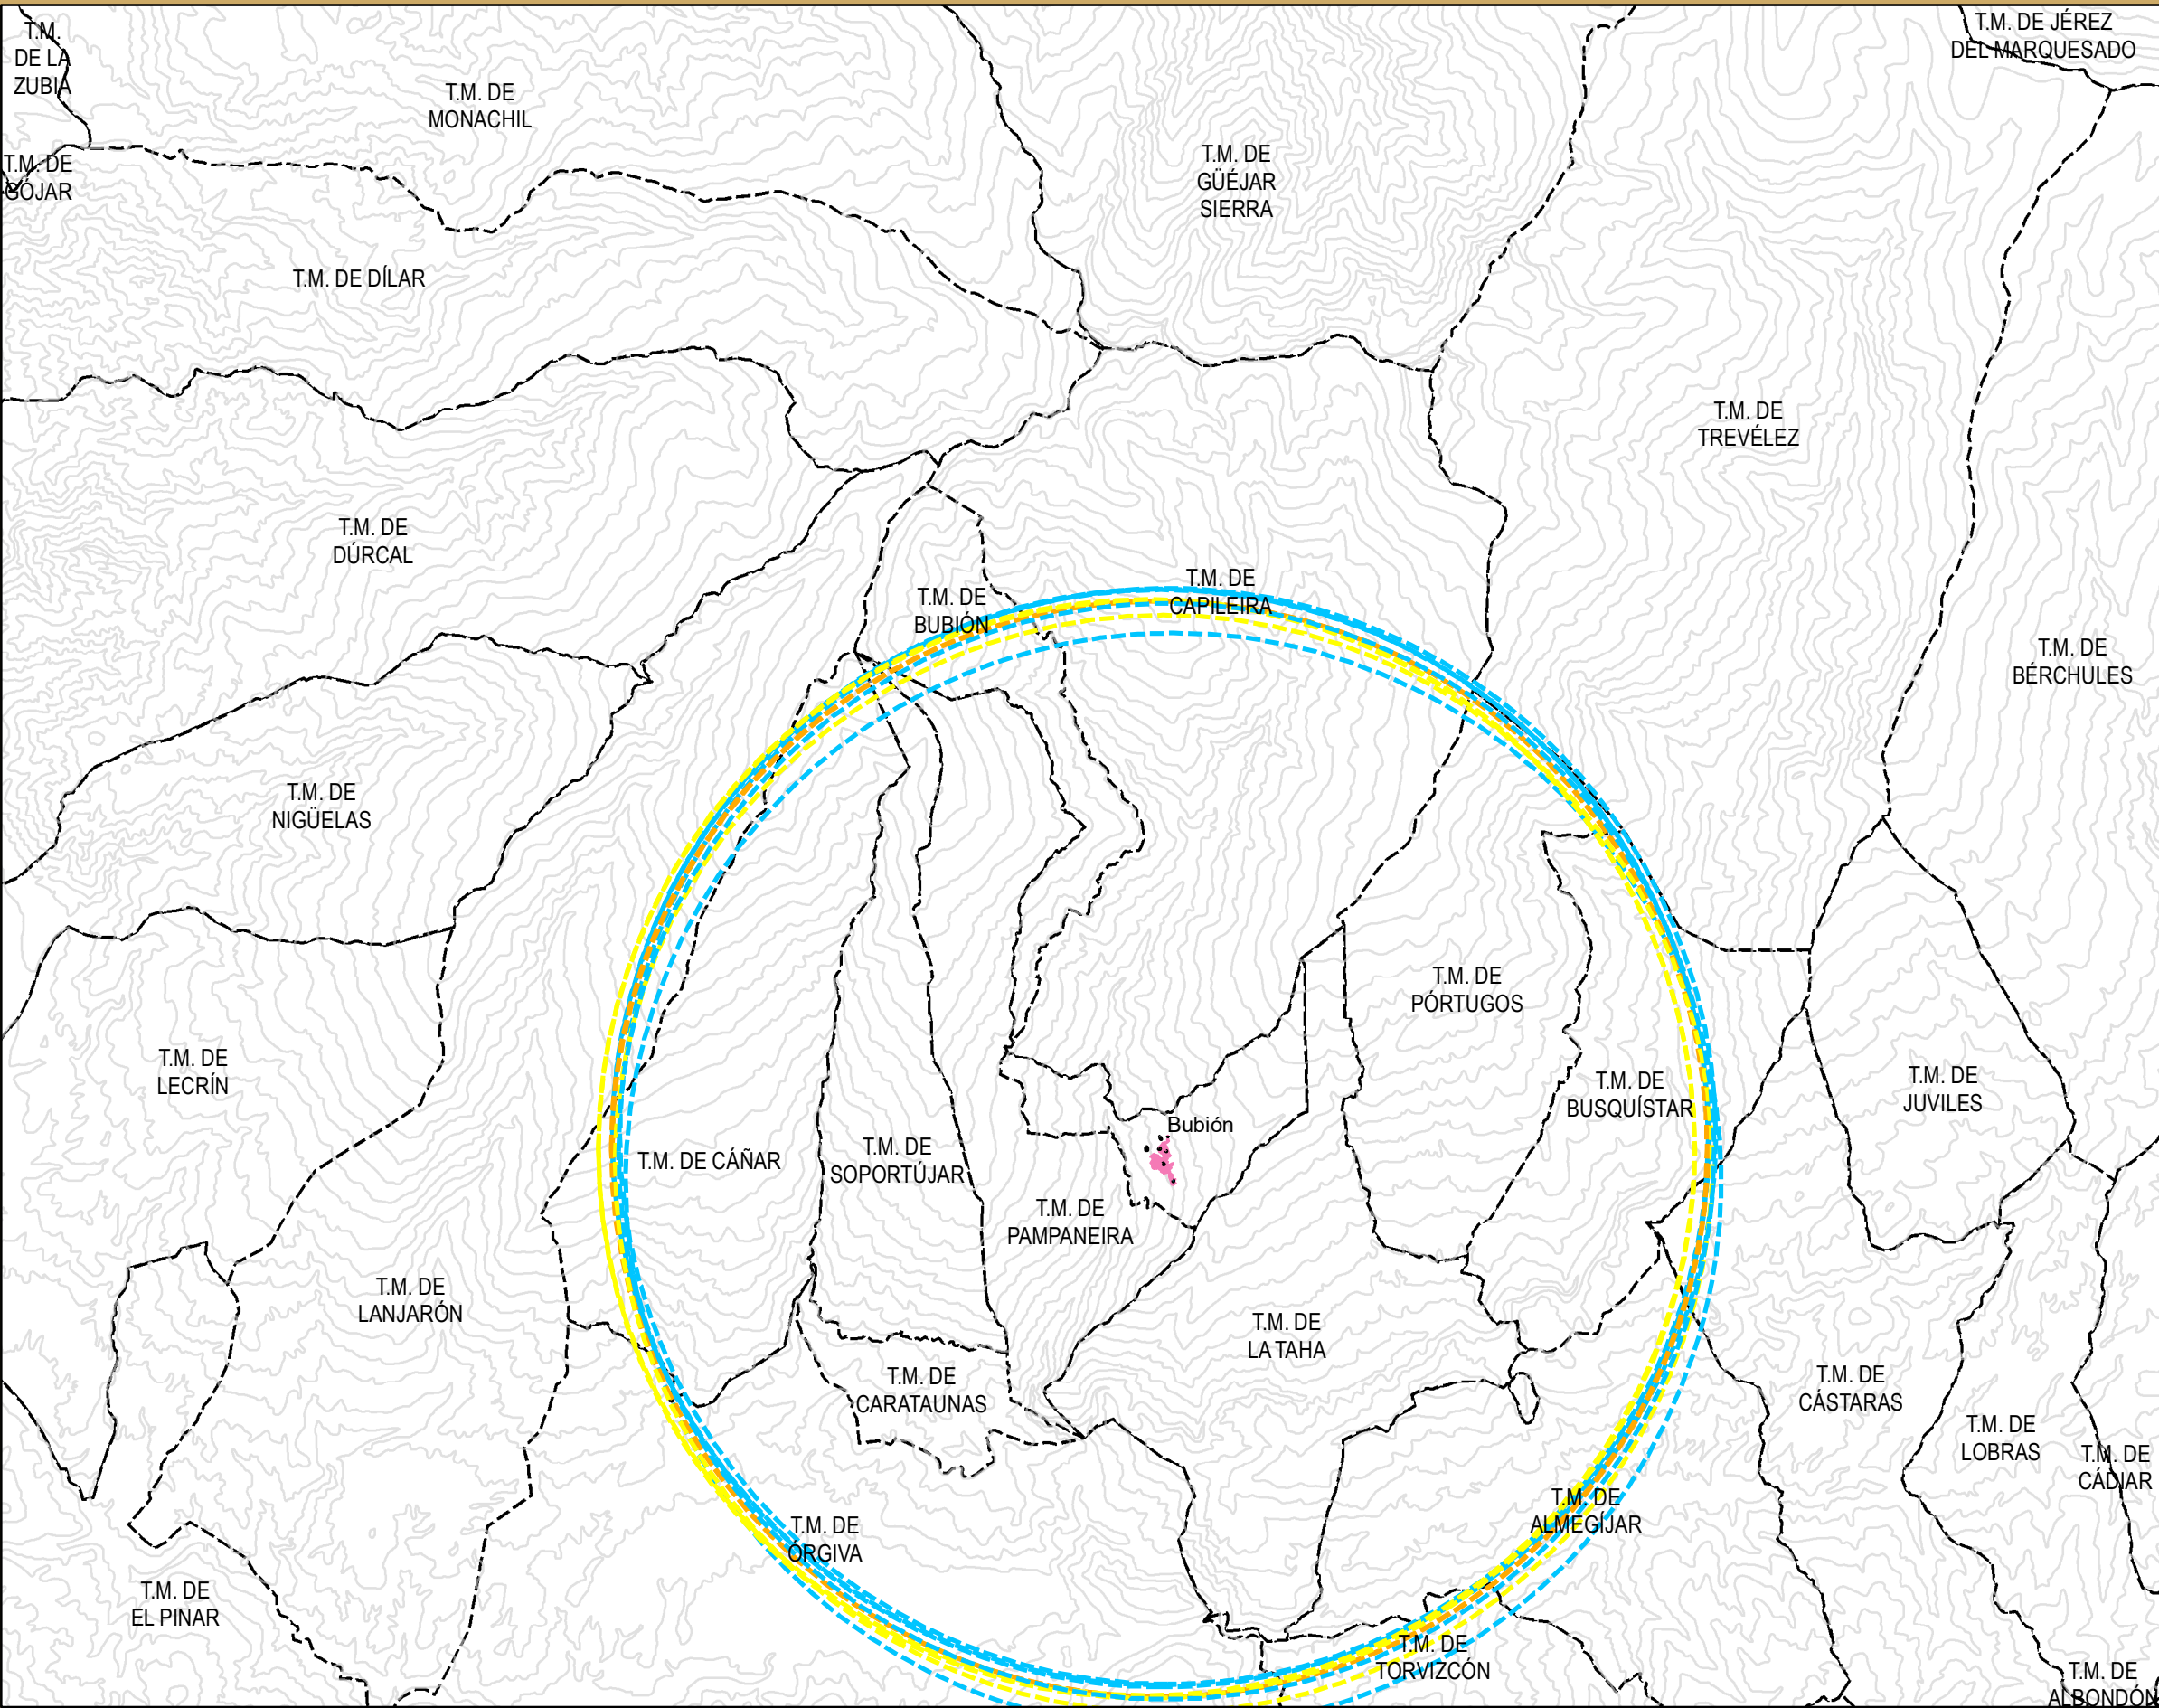 T.M.
DE LA
ZUBIA
T.M. DE JÉREZ
DEL MARQUESADO
T.M. DE
MONACHIL
T.M. DE
GÓJAR
T.M. DE
GÜÉJAR
SIERRA
T.M. DE DÍLAR
T.M. DE
TREVÉLEZ
T.M. DE
DÚRCAL
T.M. DE
BUBIÓN
T.M. DE
CAPILEIRA
T.M. DE
BÉRCHULES
T.M. DE
NIGÜELAS
T.M. DE
PÓRTUGOS
T.M. DE
LECRÍN
T.M. DE
BUSQUÍSTAR
T.M. DE
JUVILES
Bubión
T.M. DE CÁÑAR
T.M. DE
SOPORTÚJAR
T.M. DE
PAMPANEIRA
T.M. DE
LANJARÓN
T.M. DE
LA TAHA
T.M. DE
CARATAUNAS
T.M. DE
CÁSTARAS
T.M. DE
LOBRAS
T.M. DE
CÁDIAR
T.M. DE
ALMEGÍJAR
T.M. DE
ÓRGIVA
T.M. DE
EL PINAR
T.M. DE
TORVIZCÓN
T.M. DE
ALBONDÓN